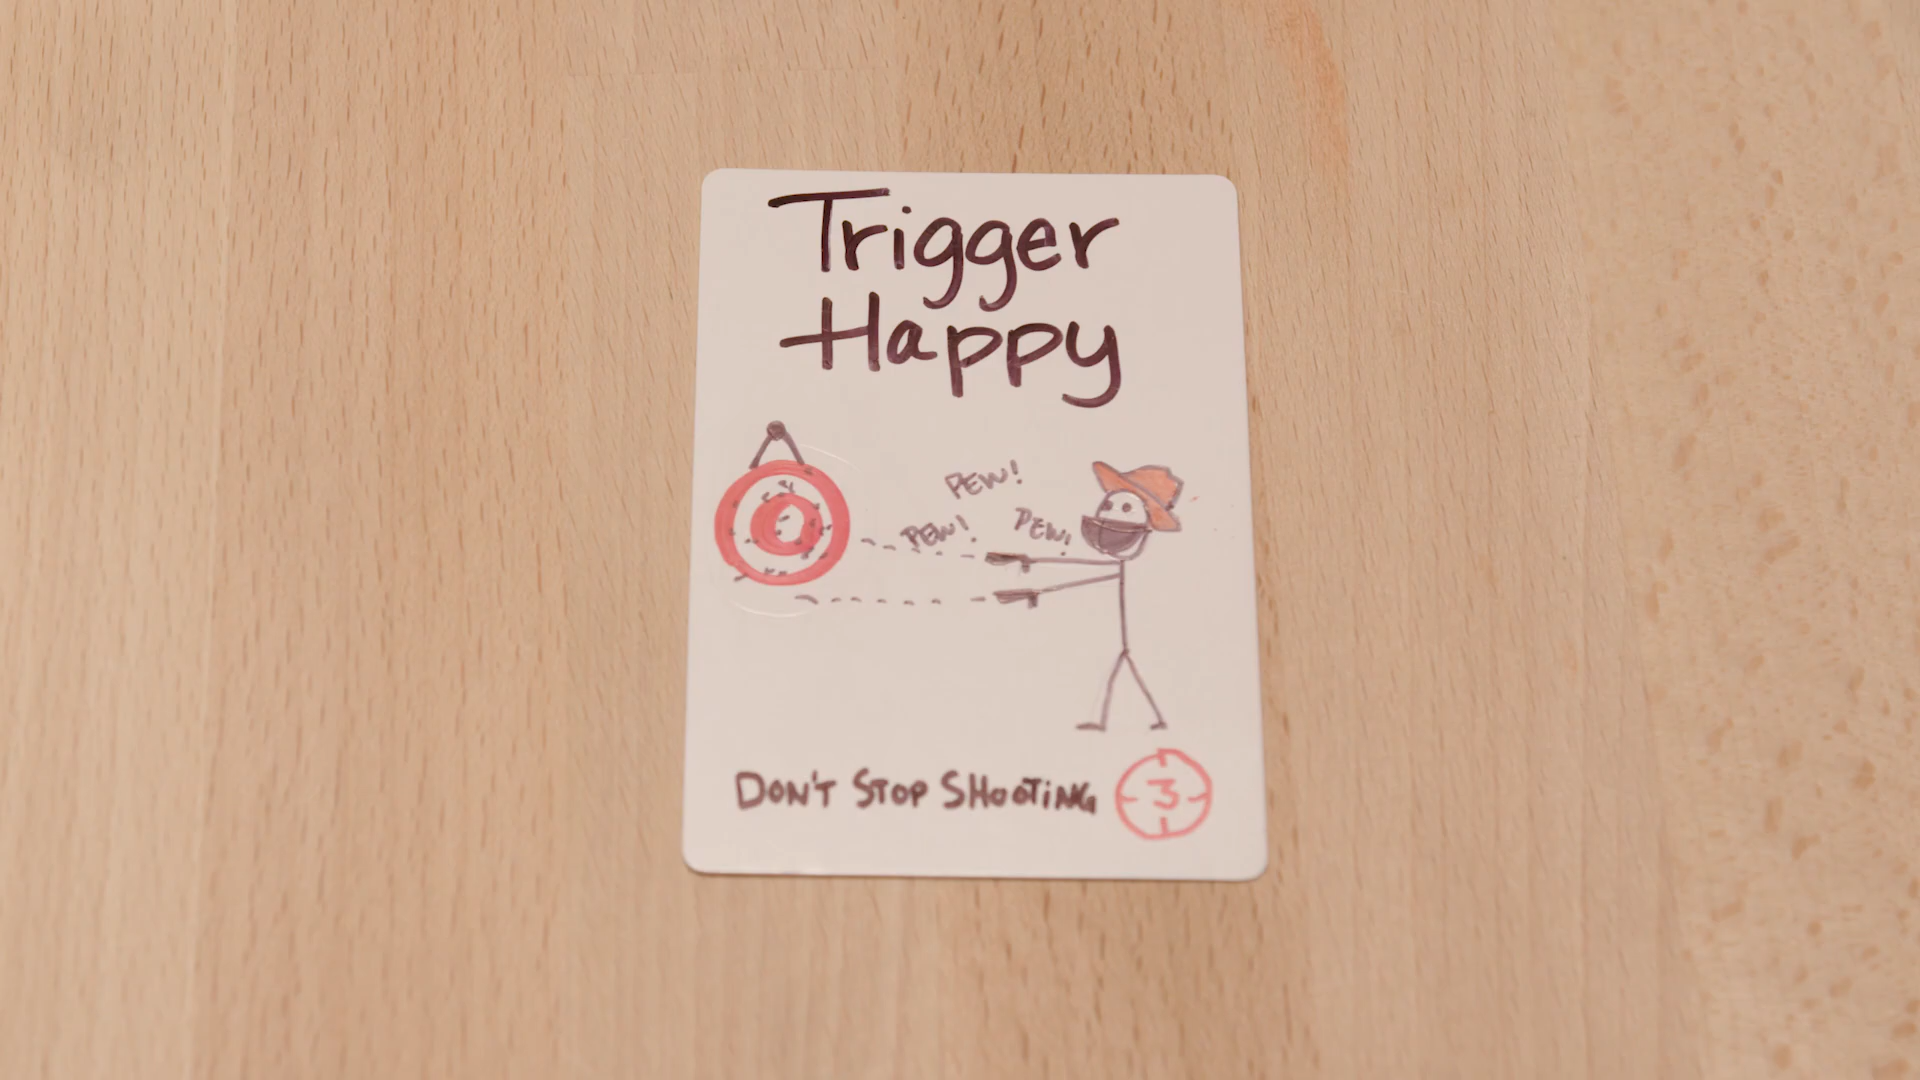 Trigger
Happy
PEW!
PEW! PEW!
DON'T STOP SHOOTING 3